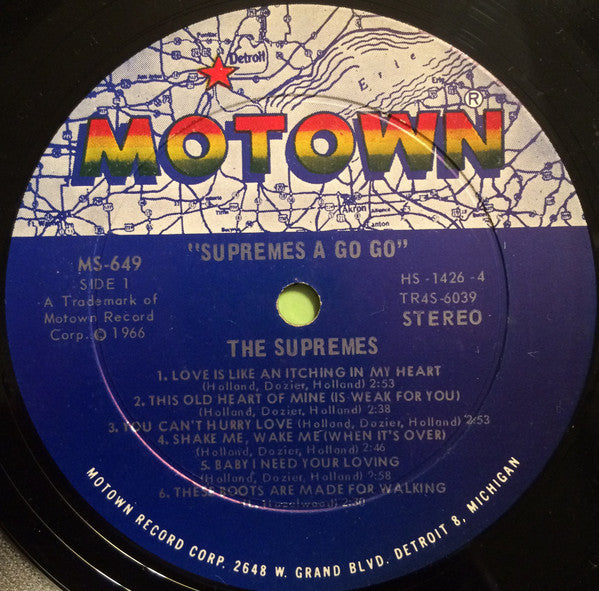 Detroit
Erie
MOTOWN®
Akron
Lanton
"SUPREMES A GO GO"
MS-649
SIDE 1
A Trademark of
Motown Record
Corp. © 1966
HS-1426-4
TR4S-6039
STEREO
THE SUPREMES
1. LOVE IS LIKE AN ITCHING IN MY HEART
(Holland, Dozier, Holland) 2:53
2. THIS OLD HEART OF MINE (IS WEAK FOR YOU)
(Holland, Dozier, Holland) 2:38
3. YOU CAN'T HURRY LOVE (Holland, Dozier, Holland) 2:53
4. SHAKE ME, WAKE ME (WHEN IT'S OVER)
(Holland, Dozier, Holland) 2:46
5. BABY I NEED YOUR LOVING
(Holland, Dozier, Holland) 2:58
6. THESE BOOTS ARE MADE FOR WALKING
MOTOWN RECORD CORP. 2648 W. GRAND BLVD. DETROIT 8, MICHIGAN